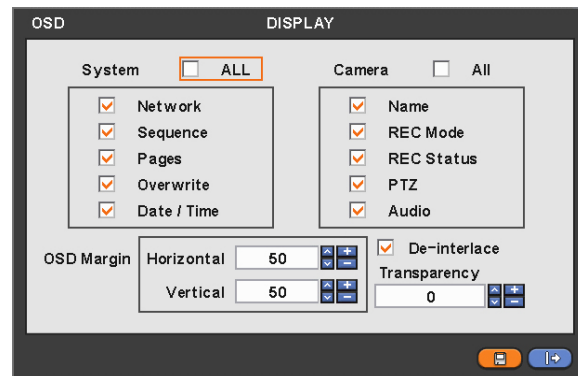 OSD DISPLAY
System ALL Camera All
Network Name
Sequence REC Mode
Pages REC Status
Overwrite PTZ
Date / Time Audio
OSD Margin Horizontal 50 De-interlace
Transparency
Vertical 50 0